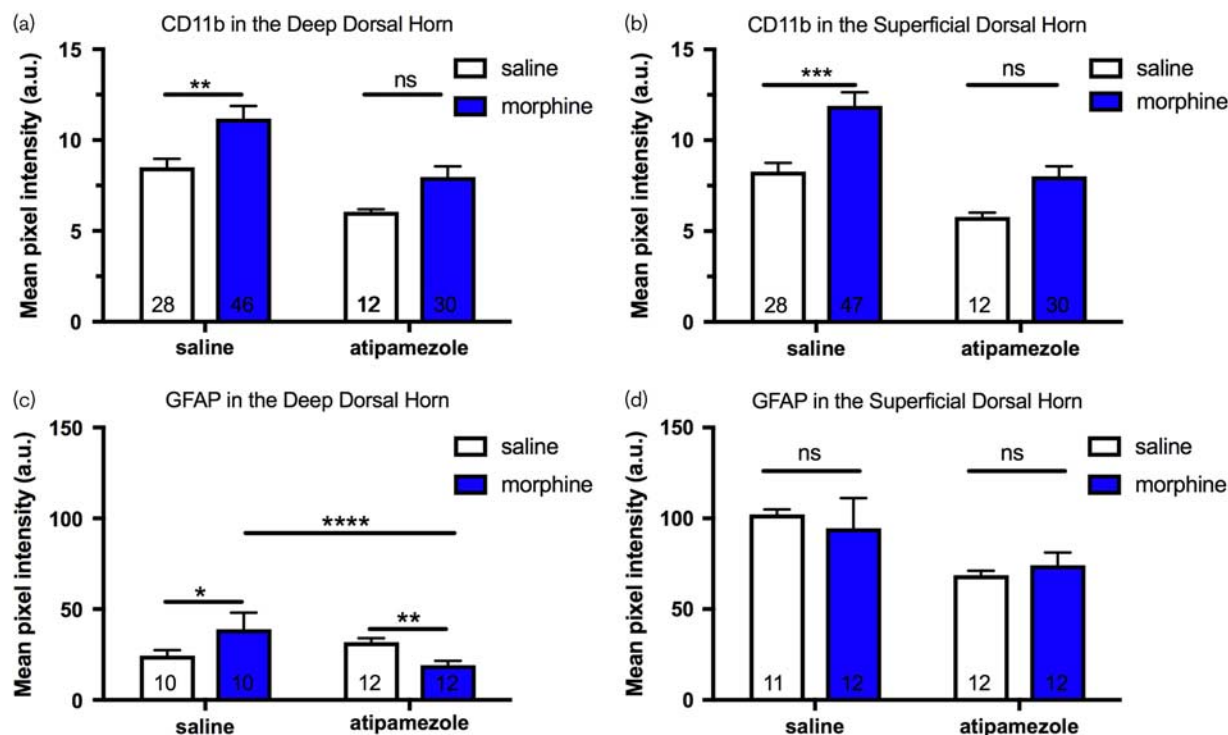 (a) CD11b in the Deep Dorsal Horn
Mean pixel intensity (a.u.)
15
10
5
0
saline
morphine
**
ns
28
46
12
30
saline
atipamezole
(b) CD11b in the Superficial Dorsal Horn
Mean pixel intensity (a.u.)
15
10
5
0
saline
morphine
***
ns
28
47
12
30
saline
atipamezole
(c) GFAP in the Deep Dorsal Horn
Mean pixel intensity (a.u.)
150
100
50
0
saline
morphine
****
*
**
10
10
12
12
saline
atipamezole
(d) GFAP in the Superficial Dorsal Horn
Mean pixel intensity (a.u.)
150
100
50
0
saline
morphine
ns
ns
11
12
12
12
saline
atipamezole